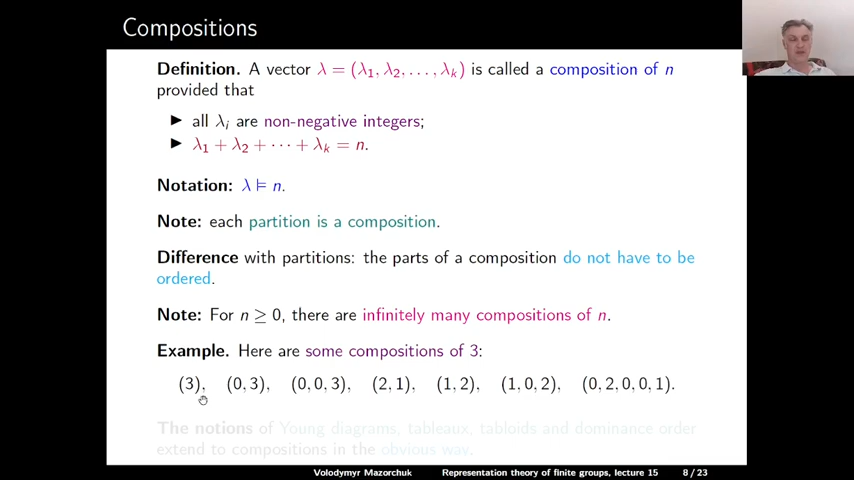 Compositions
Definition. A vector λ = (λ₁, λ₂, . . . , λₖ) is called a composition of n
provided that
▶ all λᵢ are non-negative integers;
▶ λ₁ + λ₂ + · · · + λₖ = n.
Notation: λ ⊨ n.
Note: each partition is a composition.
Difference with partitions: the parts of a composition do not have to be
ordered.
Note: For n ≥ 0, there are infinitely many compositions of n.
Example. Here are some compositions of 3:
(3), (0, 3), (0, 0, 3), (2, 1), (1, 2), (1, 0, 2), (0, 2, 0, 0, 1).
The notions of Young diagrams, tableaux, tabloids and dominance order
extend to compositions in the obvious way.
Volodymyr Mazorchuk Representation theory of finite groups, lecture 15 8 / 23